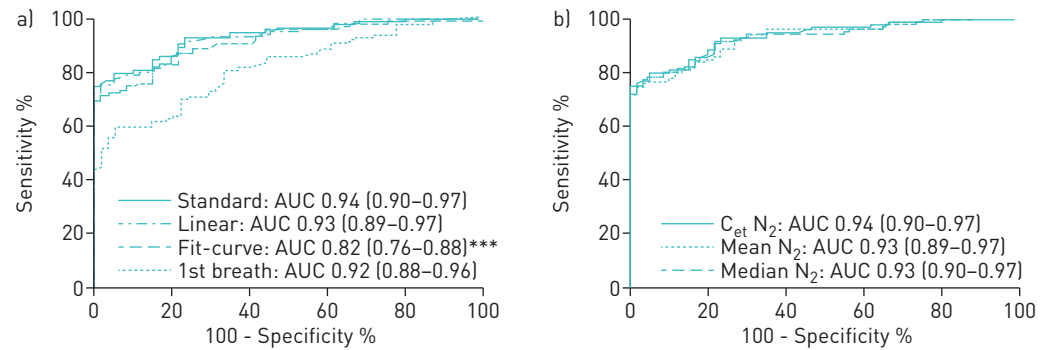 a)
Sensitivity %
100
80
60
40
20
0
Standard: AUC 0.94 (0.90–0.97)
Linear: AUC 0.93 (0.89–0.97)
Fit-curve: AUC 0.82 (0.76–0.88)***
1st breath: AUC 0.92 (0.88–0.96)
0 20 40 60 80 100
100 - Specificity %
b)
Sensitivity %
100
80
60
40
20
0
Cet N2: AUC 0.94 (0.90–0.97)
Mean N2: AUC 0.93 (0.89–0.97)
Median N2: AUC 0.93 (0.90–0.97)
0 20 40 60 80 100
100 - Specificity %